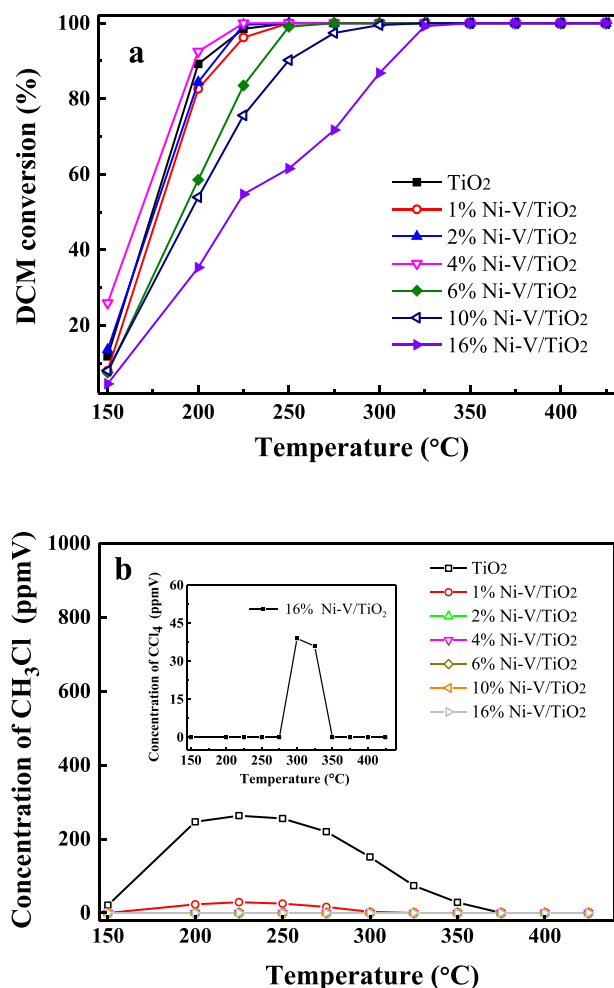 a
DCM conversion (%)
100
80
60
40
20
TiO2
1% Ni-V/TiO2
2% Ni-V/TiO2
4% Ni-V/TiO2
6% Ni-V/TiO2
10% Ni-V/TiO2
16% Ni-V/TiO2
150 200 250 300 350 400
Temperature (°C)
b
Concentration of CH3Cl (ppmV)
1000
800
600
400
200
0
Concentration of CCl4 (ppmV)
60
45
30
15
0
16% Ni-V/TiO2
150 200 250 300 350 400
Temperature (°C)
TiO2
1% Ni-V/TiO2
2% Ni-V/TiO2
4% Ni-V/TiO2
6% Ni-V/TiO2
10% Ni-V/TiO2
16% Ni-V/TiO2
150 200 250 300 350 400
Temperature (°C)